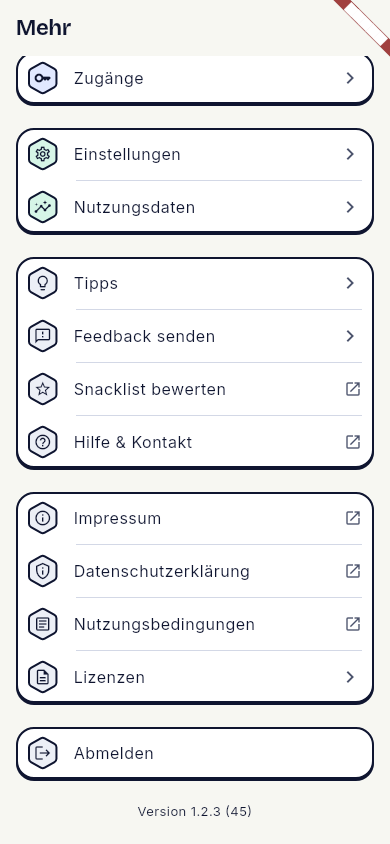 Mehr
Zugänge
Einstellungen
Nutzungsdaten
Tipps
Feedback senden
Snacklist bewerten
Hilfe & Kontakt
Impressum
Datenschutzerklärung
Nutzungsbedingungen
Lizenzen
Abmelden
Version 1.2.3 (45)